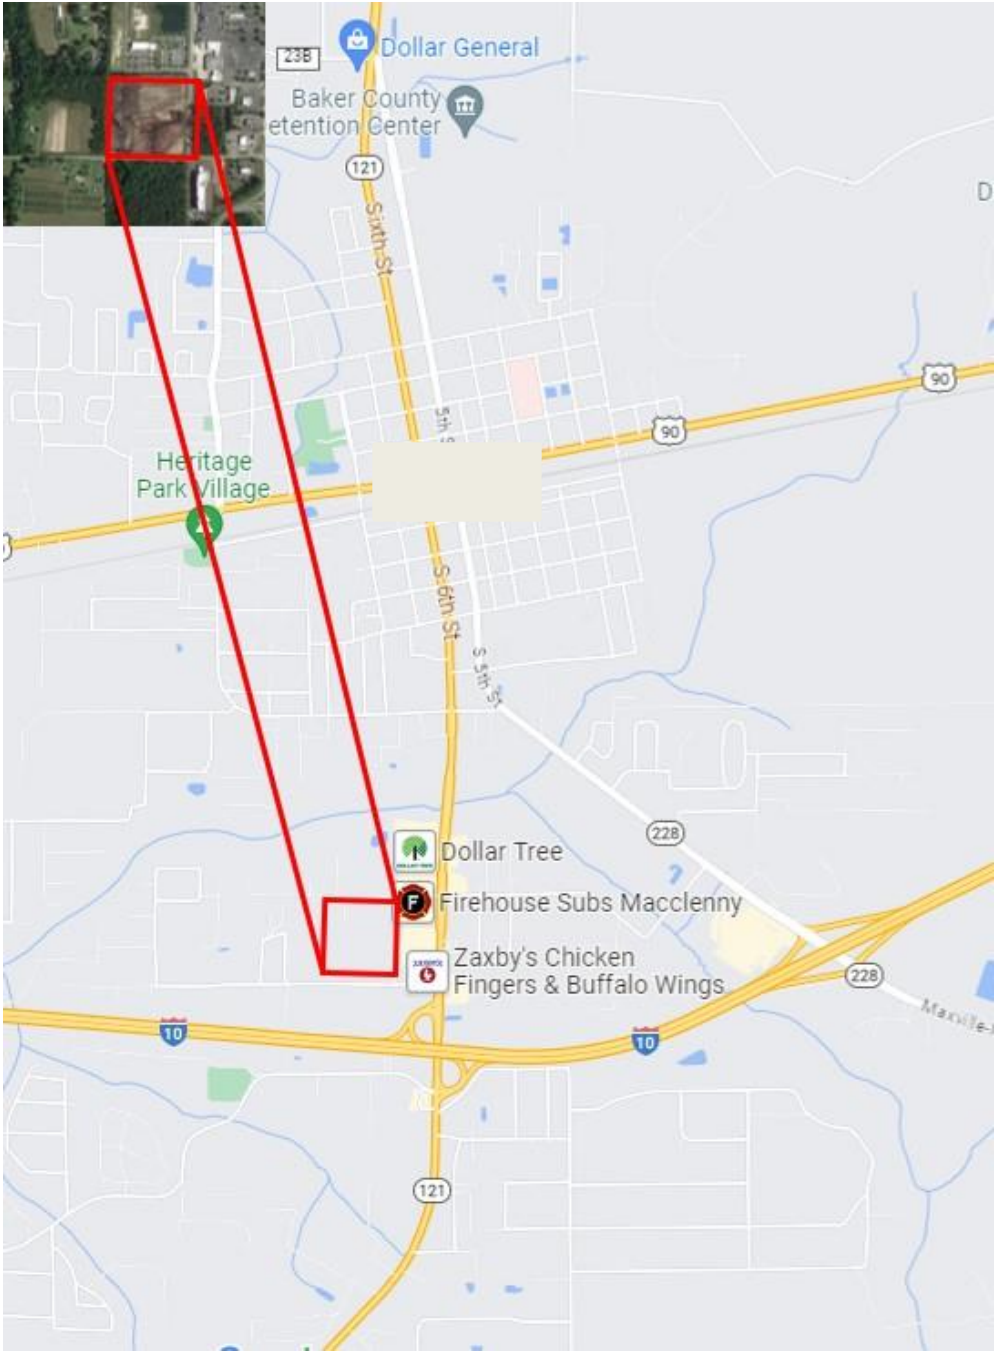 23B
Dollar General
Baker County
etention Center
121
D
Sixth St
90
90
5th S
Heritage
Park Village
S 6th St
S 5th St
228
Dollar Tree
F
Firehouse Subs Macclenny
Zaxby's Chicken
Fingers & Buffalo Wings
228
Maxville-
10
10
121